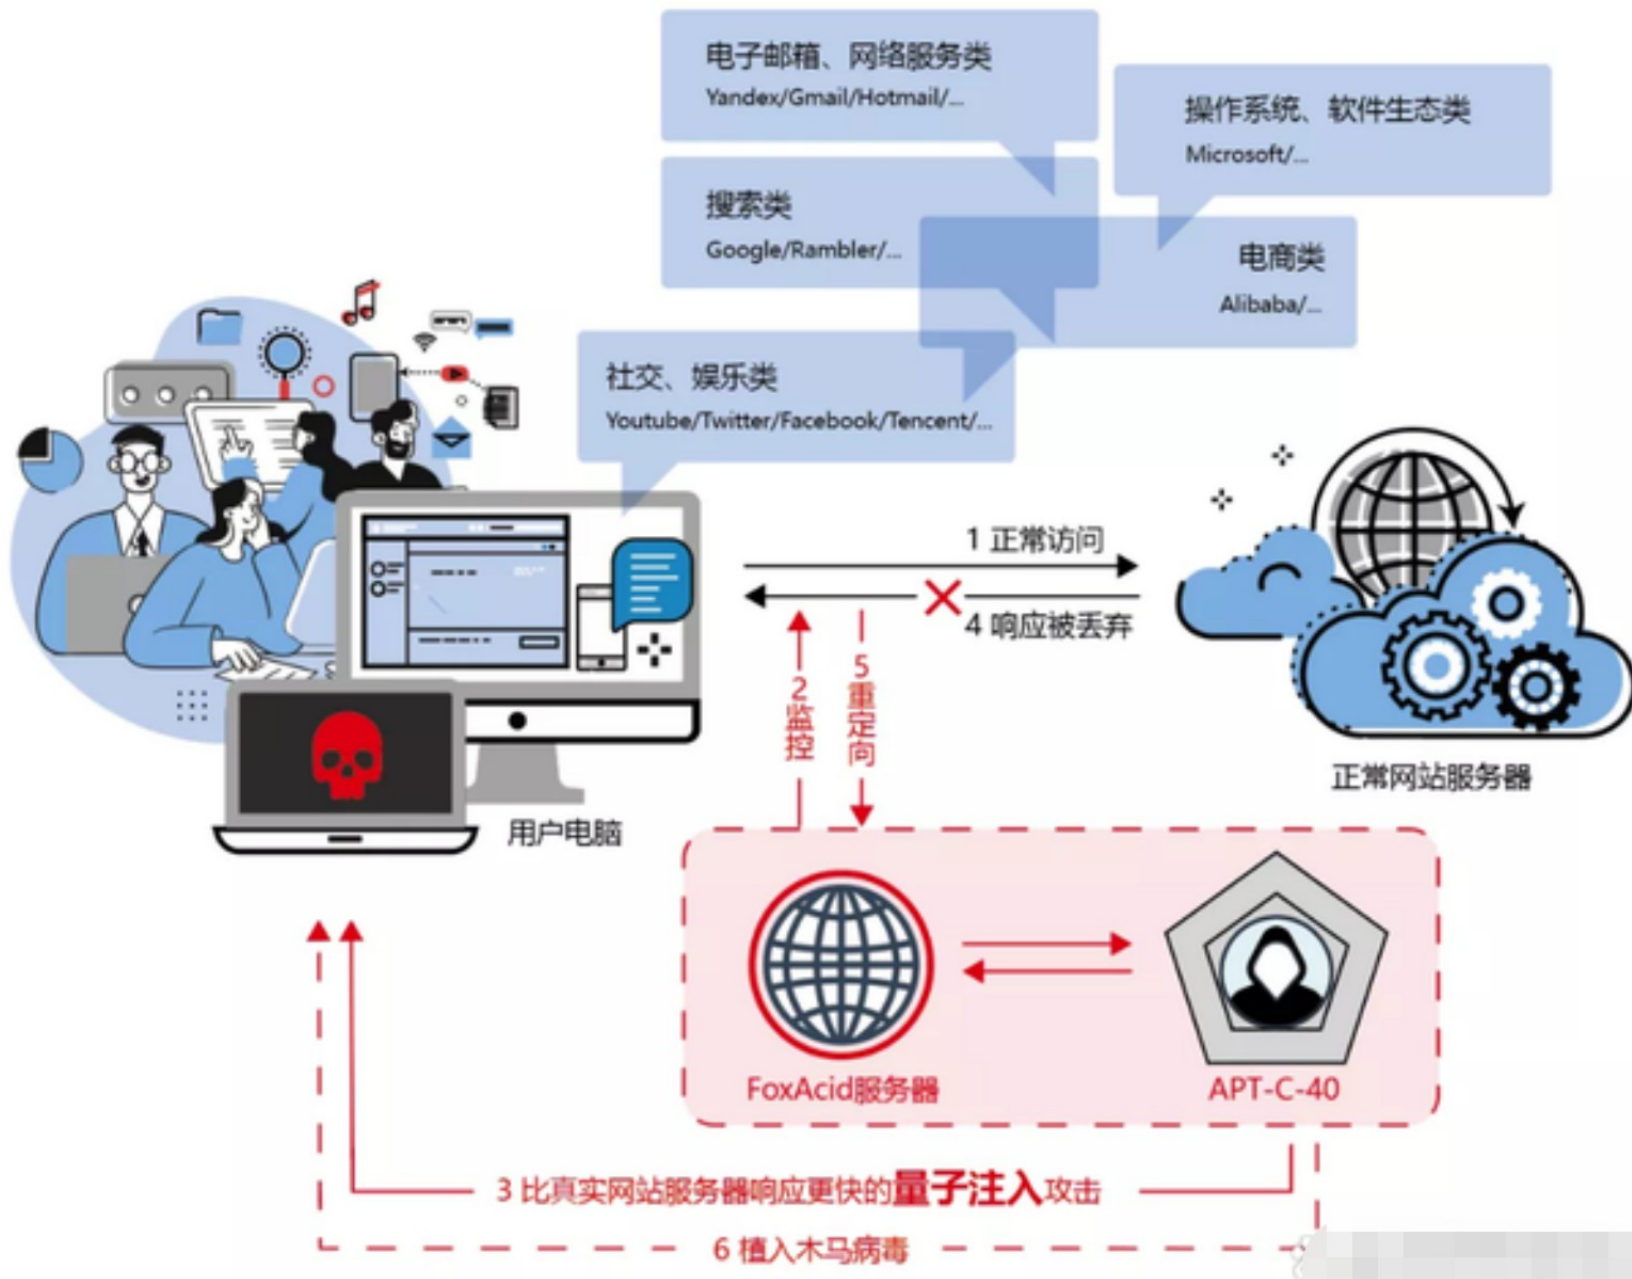 电子邮箱、网络服务类
Yandex/Gmail/Hotmail/...
操作系统、软件生态类
Microsoft/...
搜索类
Google/Rambler/...
电商类
Alibaba/...
社交、娱乐类
Youtube/Twitter/Facebook/Tencent/...
1 正常访问
4 响应被丢弃
2监控
5重定向
正常网站服务器
用户电脑
FoxAcid服务器
APT-C-40
3 比真实网站服务器响应更快的量子注入攻击
6 植入木马病毒